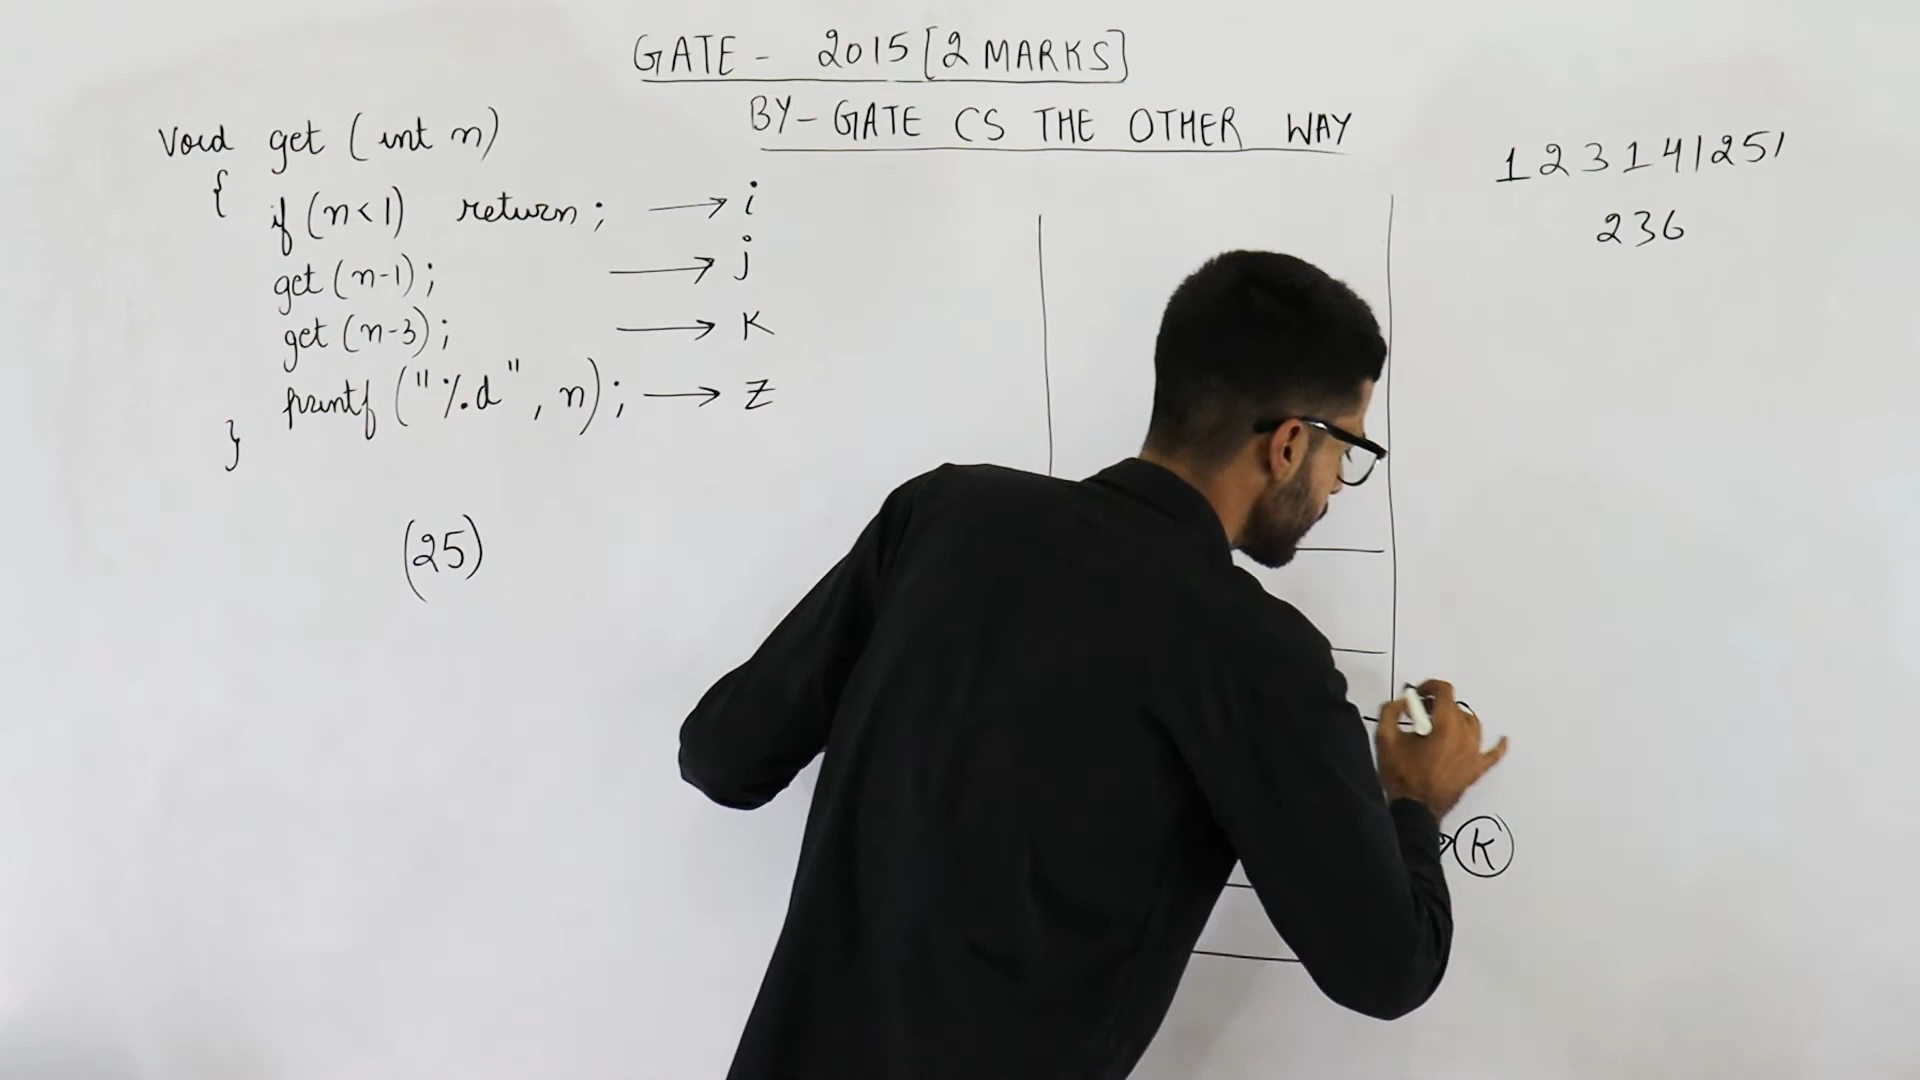 GATE - 2015 [2 MARKS]
BY - GATE CS THE OTHER WAY
Void get (int n)
{ if (n<1) return; → i
get (n-1); → j
get (n-3); → K
printf ("%d", n); → Z
}
(25)
1 2 3 1 4 1 2 5 1
2 3 6
K